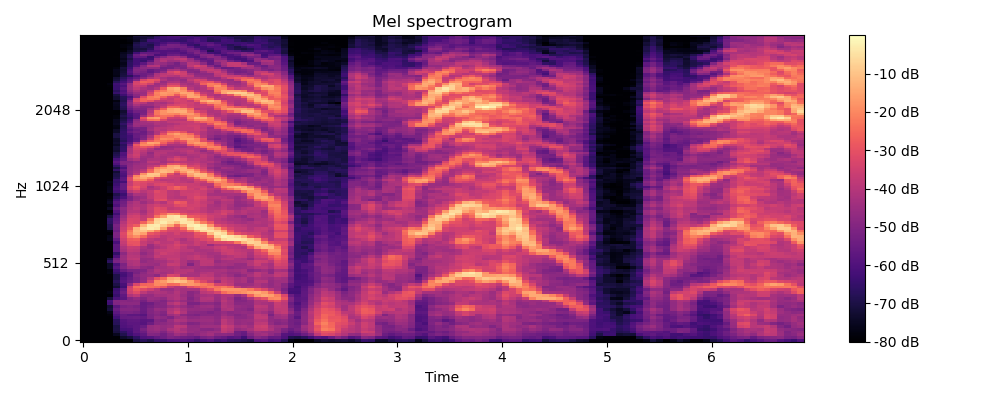 Mel spectrogram
Hz
2048
1024
512
0
0 1 2 3 4 5 6
Time
-10 dB
-20 dB
-30 dB
-40 dB
-50 dB
-60 dB
-70 dB
-80 dB